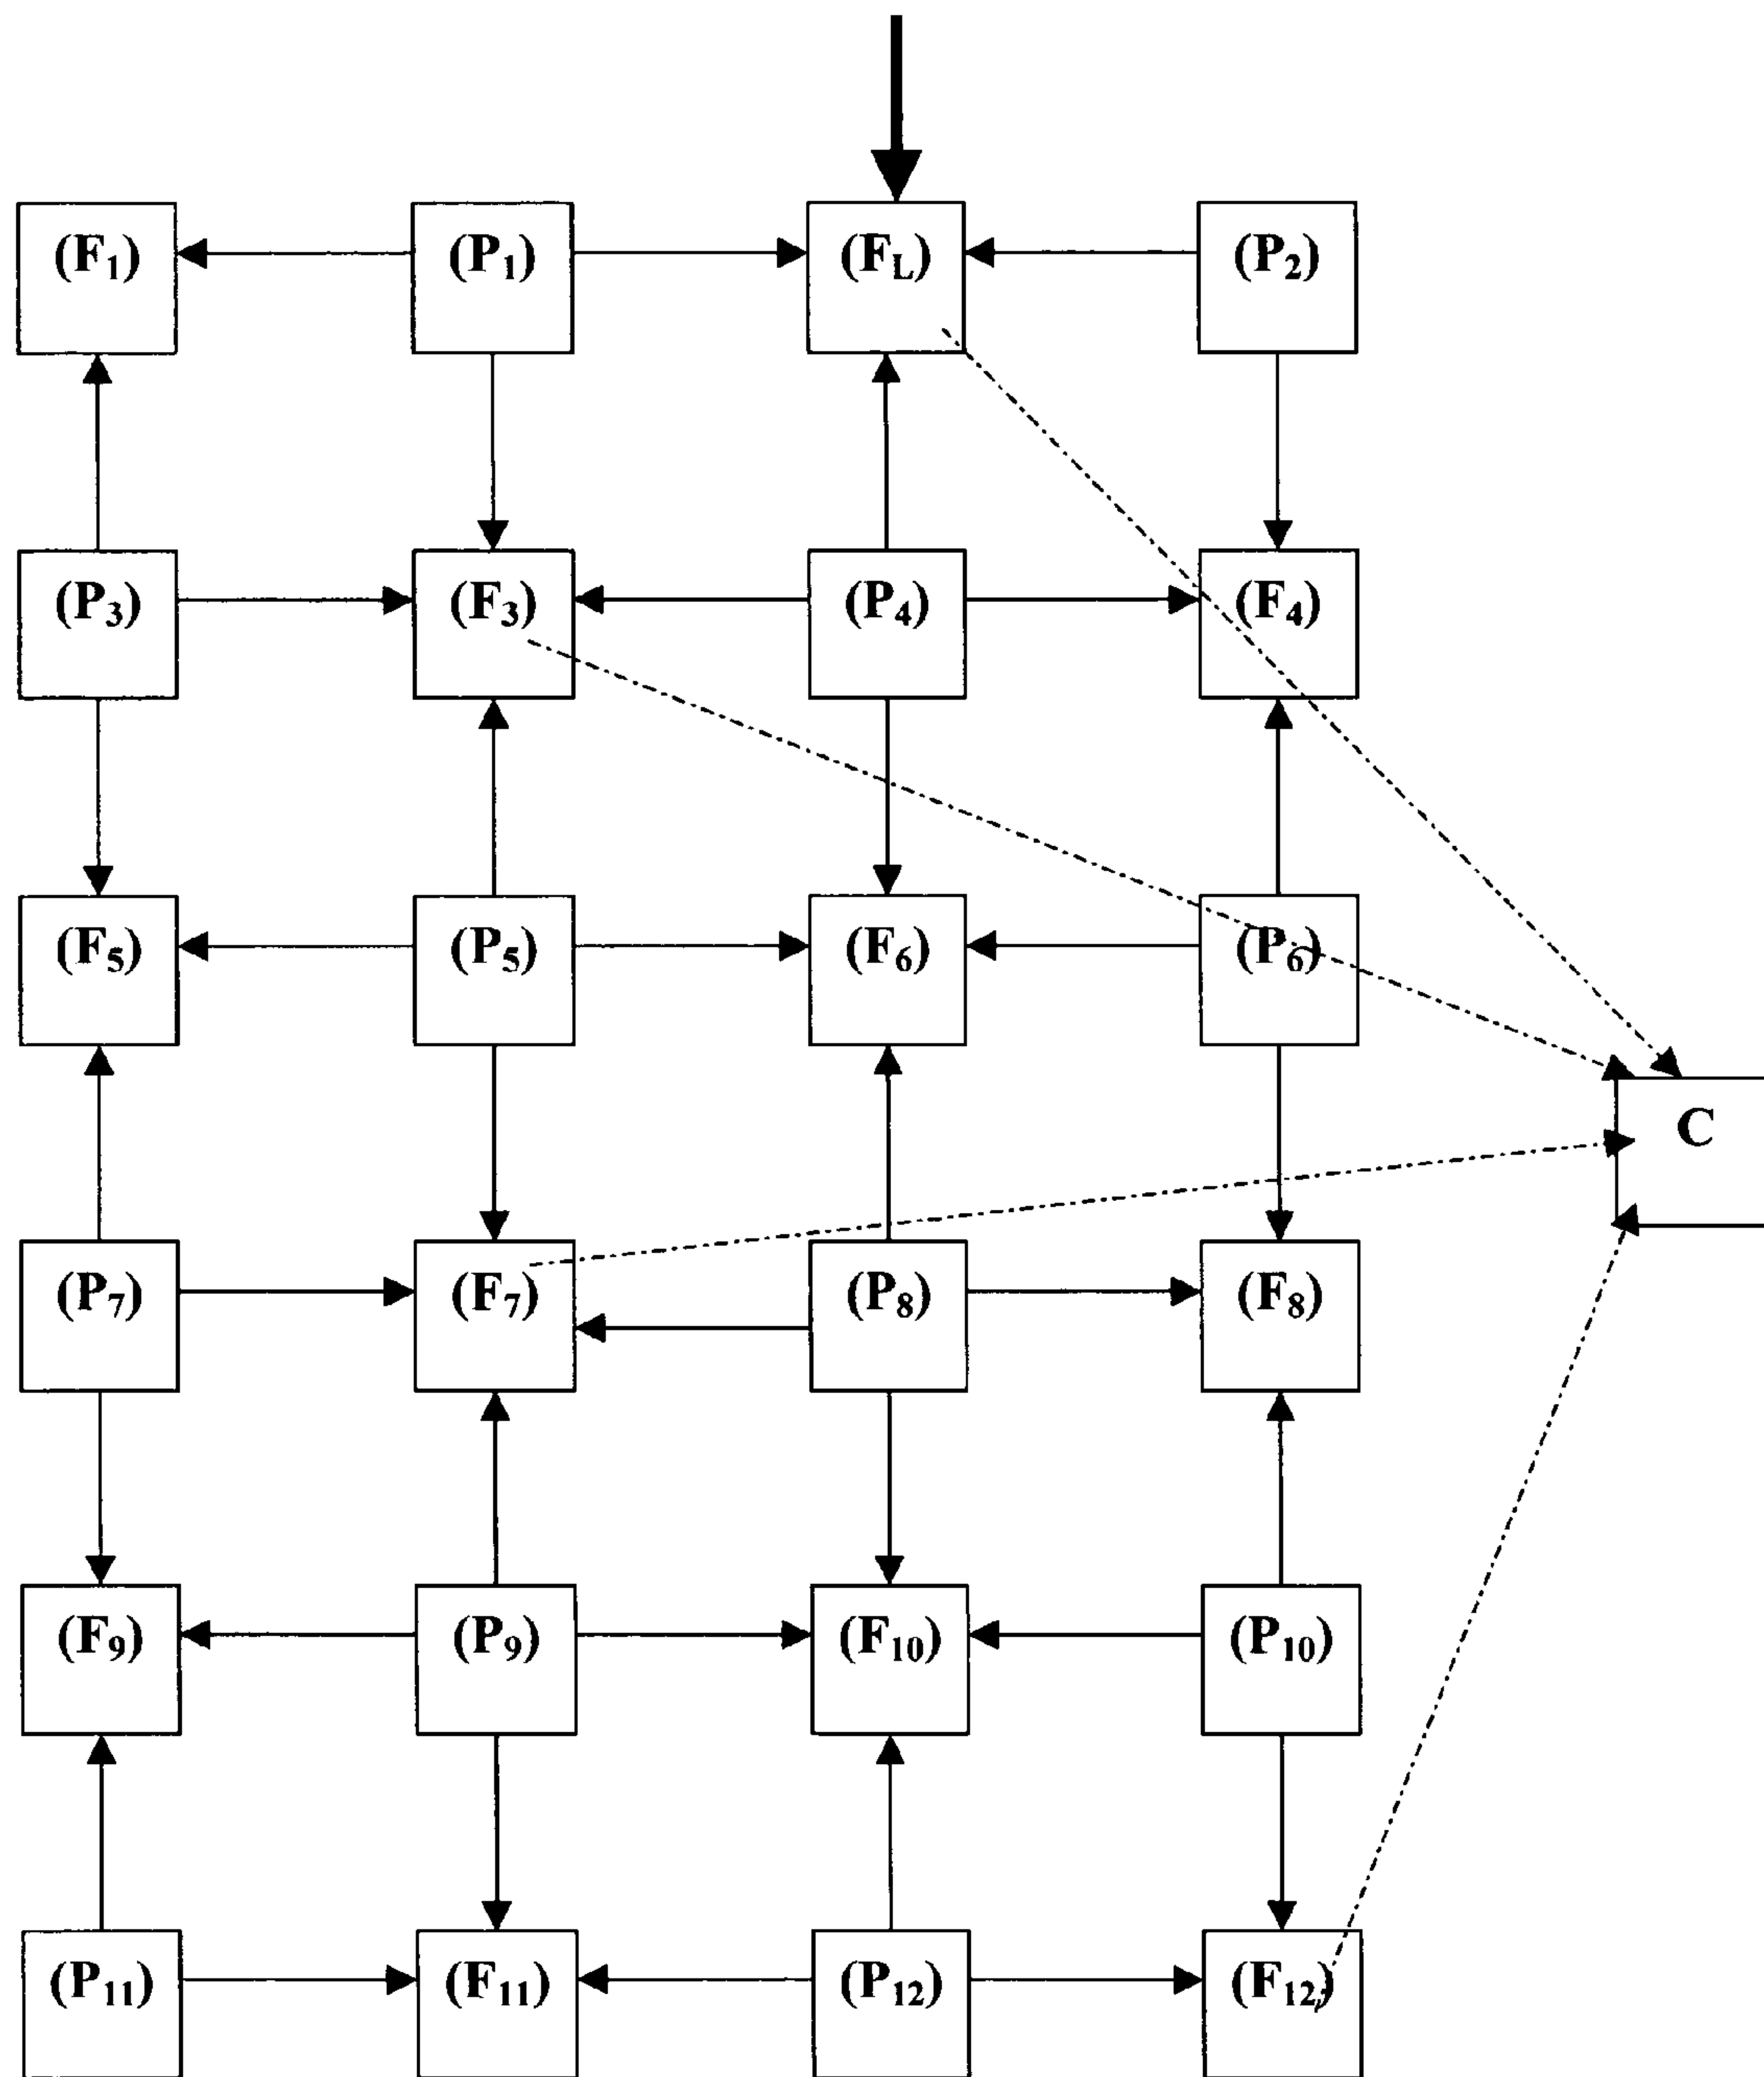 (F₁) (P₁) (F_L) (P₂)
(P₃) (F₃) (P₄) (F₄)
(F₅) (P₅) (F₆) (P₆)
C
(P₇) (F₇) (P₈) (F₈)
(F₉) (P₉) (F₁₀) (P₁₀)
(P₁₁) (F₁₁) (P₁₂) (F₁₂)